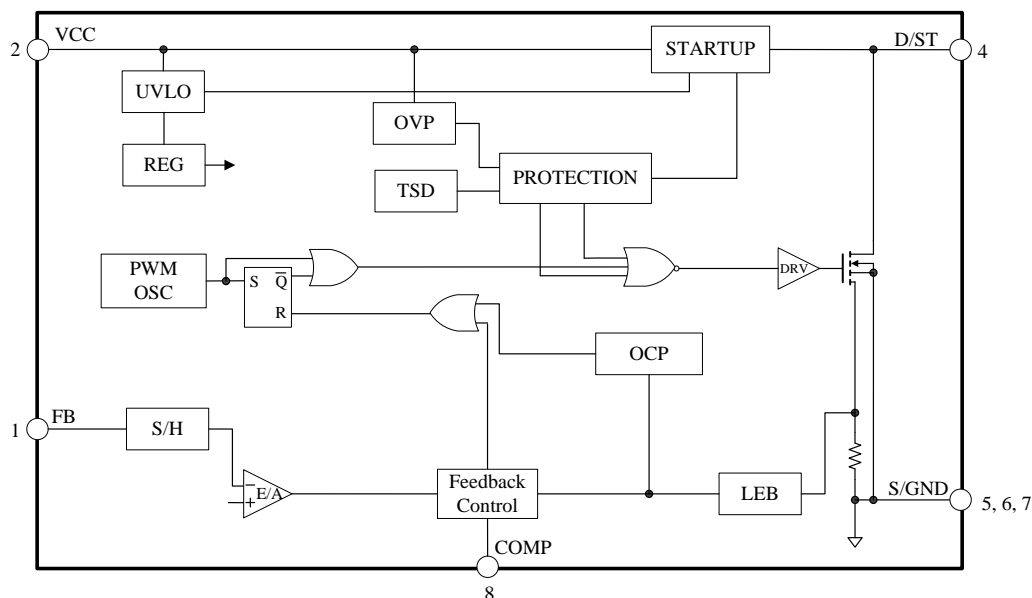 2
VCC
STARTUP
D/ST
4
UVLO
OVP
REG
TSD
PROTECTION
PWM
OSC
S
Q̅
R
DRV
OCP
1
FB
S/H
−
+
E/A
Feedback
Control
LEB
S/GND
5, 6, 7
COMP
8